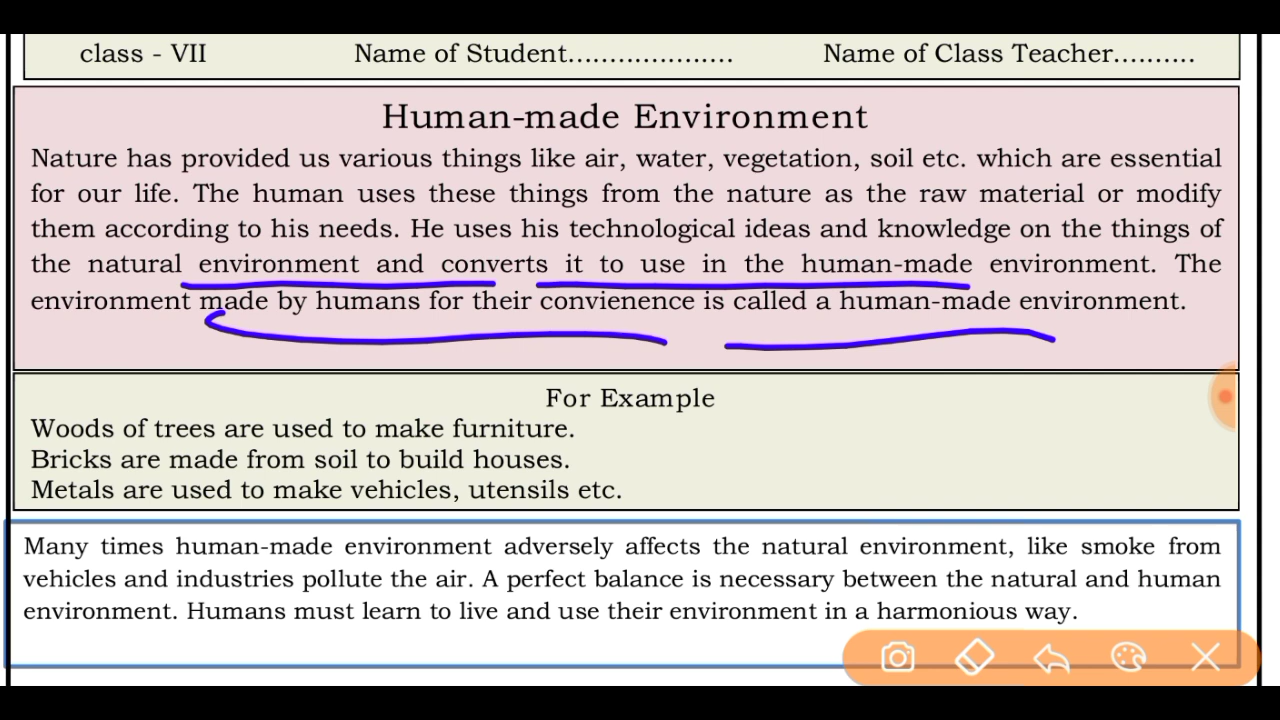 class - VII Name of Student.................... Name of Class Teacher..........
Human-made Environment
Nature has provided us various things like air, water, vegetation, soil etc. which are essential
for our life. The human uses these things from the nature as the raw material or modify
them according to his needs. He uses his technological ideas and knowledge on the things of
the natural environment and converts it to use in the human-made environment. The
environment made by humans for their convienence is called a human-made environment.
For Example
Woods of trees are used to make furniture.
Bricks are made from soil to build houses.
Metals are used to make vehicles, utensils etc.
Many times human-made environment adversely affects the natural environment, like smoke from
vehicles and industries pollute the air. A perfect balance is necessary between the natural and human
environment. Humans must learn to live and use their environment in a harmonious way.